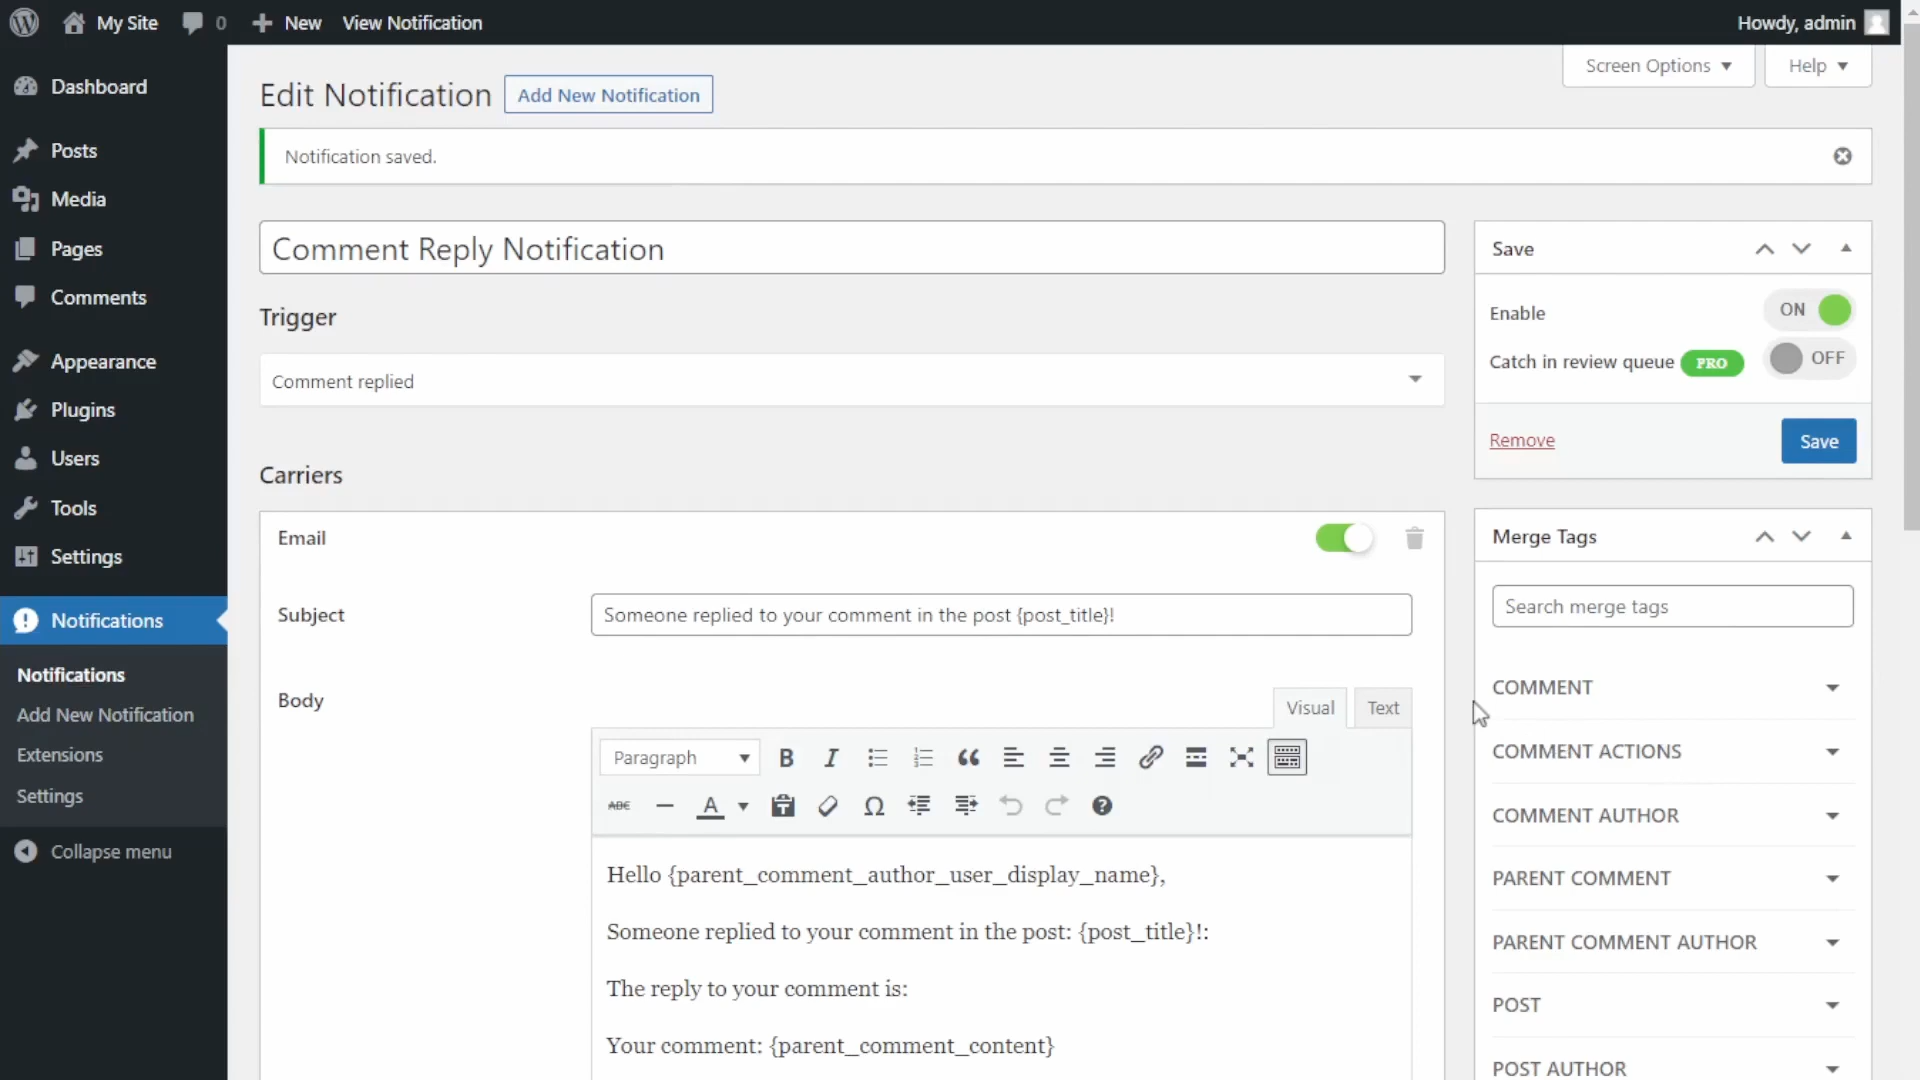 My Site
0
New
View Notification
Howdy, admin
Dashboard
Posts
Media
Pages
Comments
Appearance
Plugins
Users
Tools
Settings
Notifications
Notifications
Add New Notification
Extensions
Settings
Collapse menu
Screen Options
Help
Edit Notification
Add New Notification
Notification saved.
Comment Reply Notification
Trigger
Comment replied
Carriers
Email
Subject
Someone replied to your comment in the post {post_title}!
Body
Visual
Text
Paragraph
B
I
ABC
A
Ω
Hello {parent_comment_author_user_display_name},
Someone replied to your comment in the post: {post_title}!:
The reply to your comment is:
Your comment: {parent_comment_content}
Save
Enable
ON
Catch in review queue
PRO
OFF
Remove
Save
Merge Tags
Search merge tags
COMMENT
COMMENT ACTIONS
COMMENT AUTHOR
PARENT COMMENT
PARENT COMMENT AUTHOR
POST
POST AUTHOR